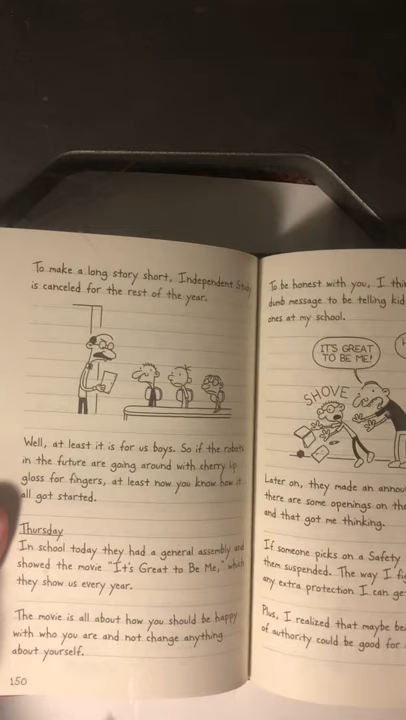 To make a long story short, Independent Study
is canceled for the rest of the year.
Well, at least it is for us boys. So if the robots
in the future are going around with cherry lip
gloss for fingers, at least now you know how it
all got started.
Thursday
In school today they had a general assembly and
showed the movie "It's Great to Be Me," which
they show us every year.
The movie is all about how you should be happy
with who you are and not change anything
about yourself.
150
To be honest with you, I
dumb message to be telling
ones at my school.
IT'S GREAT
TO BE ME!
SHOVE
Later on, they made an
there are some openings on the
and that got me thinking.
If someone picks on a Safety
them suspended. The way I
any extra protection I can
Plus, I realized that maybe
of authority could be good for